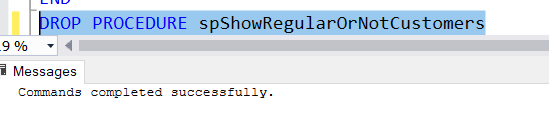 END
DROP PROCEDURE spShowRegularOrNotCustomers
9 %
Messages
Commands completed successfully.